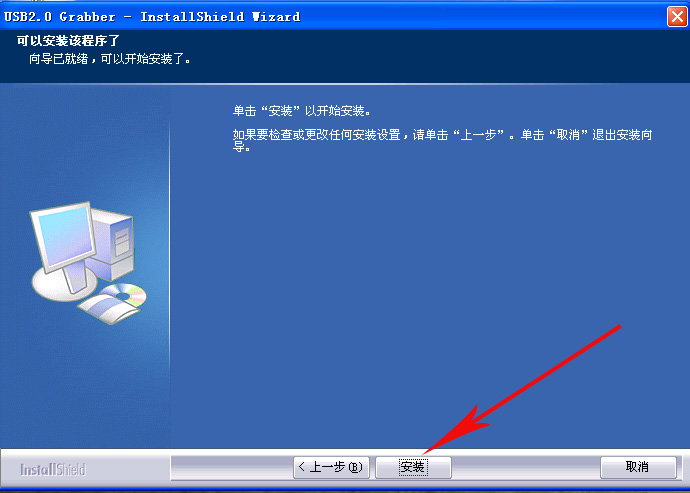 USB2.0 Grabber - InstallShield Wizard
可以安装该程序了
向导已就绪，可以开始安装了。
单击“安装”以开始安装。
如果要检查或更改任何安装设置，请单击“上一步”。单击“取消”退出安装向
导。
InstallShield
< 上一步(B)
安装
取消